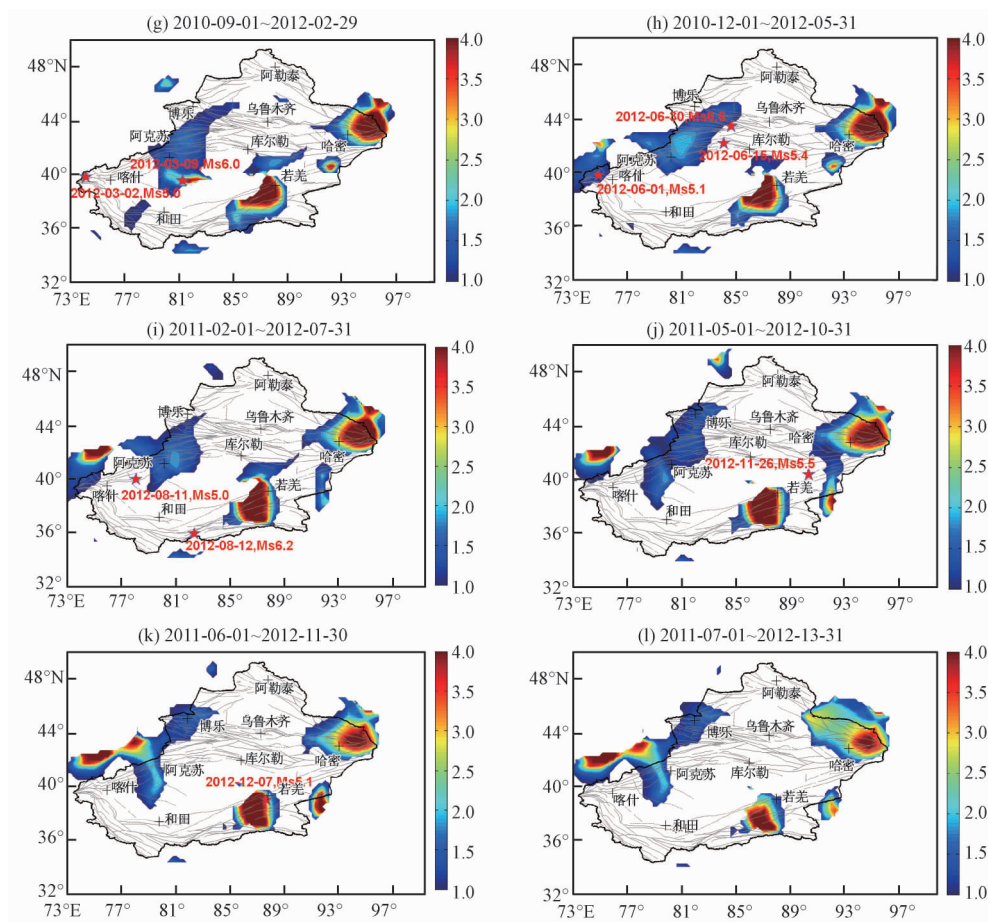 (g) 2010-09-01~2012-02-29
48°N
44°
40°
36°
32°
73°E 77° 81° 85° 89° 93° 97°
阿勒泰
博乐
乌鲁木齐
阿克苏
库尔勒
哈密
2012-03-09,Ms6.0
喀什
若羌
2012-03-02,Ms5.0
和田
4.0
3.5
3.0
2.5
2.0
1.5
1.0
(h) 2010-12-01~2012-05-31
48°N
44°
40°
36°
32°
73°E 77° 81° 85° 89° 93° 97°
阿勒泰
博乐
乌鲁木齐
2012-06-30,Ms6.6
库尔勒
哈密
阿克苏
2012-06-15,Ms5.4
喀什
若羌
2012-06-01,Ms5.1
和田
4.0
3.5
3.0
2.5
2.0
1.5
1.0
(i) 2011-02-01~2012-07-31
48°N
44°
40°
36°
32°
73°E 77° 81° 85° 89° 93° 97°
阿勒泰
博乐
乌鲁木齐
库尔勒
哈密
阿克苏
喀什
2012-08-11,Ms5.0
若羌
和田
2012-08-12,Ms6.2
4.0
3.5
3.0
2.5
2.0
1.5
1.0
(j) 2011-05-01~2012-10-31
48°N
44°
40°
36°
32°
73°E 77° 81° 85° 89° 93° 97°
阿勒泰
博乐
乌鲁木齐
库尔勒
哈密
2012-11-26,Ms5.5
阿克苏
喀什
若羌
和田
4.0
3.5
3.0
2.5
2.0
1.5
1.0
(k) 2011-06-01~2012-11-30
48°N
44°
40°
36°
32°
73°E 77° 81° 85° 89° 93° 97°
阿勒泰
博乐
乌鲁木齐
库尔勒
哈密
阿克苏
2012-12-07,Ms5.1
喀什
若羌
和田
4.0
3.5
3.0
2.5
2.0
1.5
1.0
(l) 2011-07-01~2012-13-31
48°N
44°
40°
36°
32°
73°E 77° 81° 85° 89° 93° 97°
阿勒泰
博乐
乌鲁木齐
哈密
阿克苏
库尔勒
喀什
若羌
和田
4.0
3.5
3.0
2.5
2.0
1.5
1.0